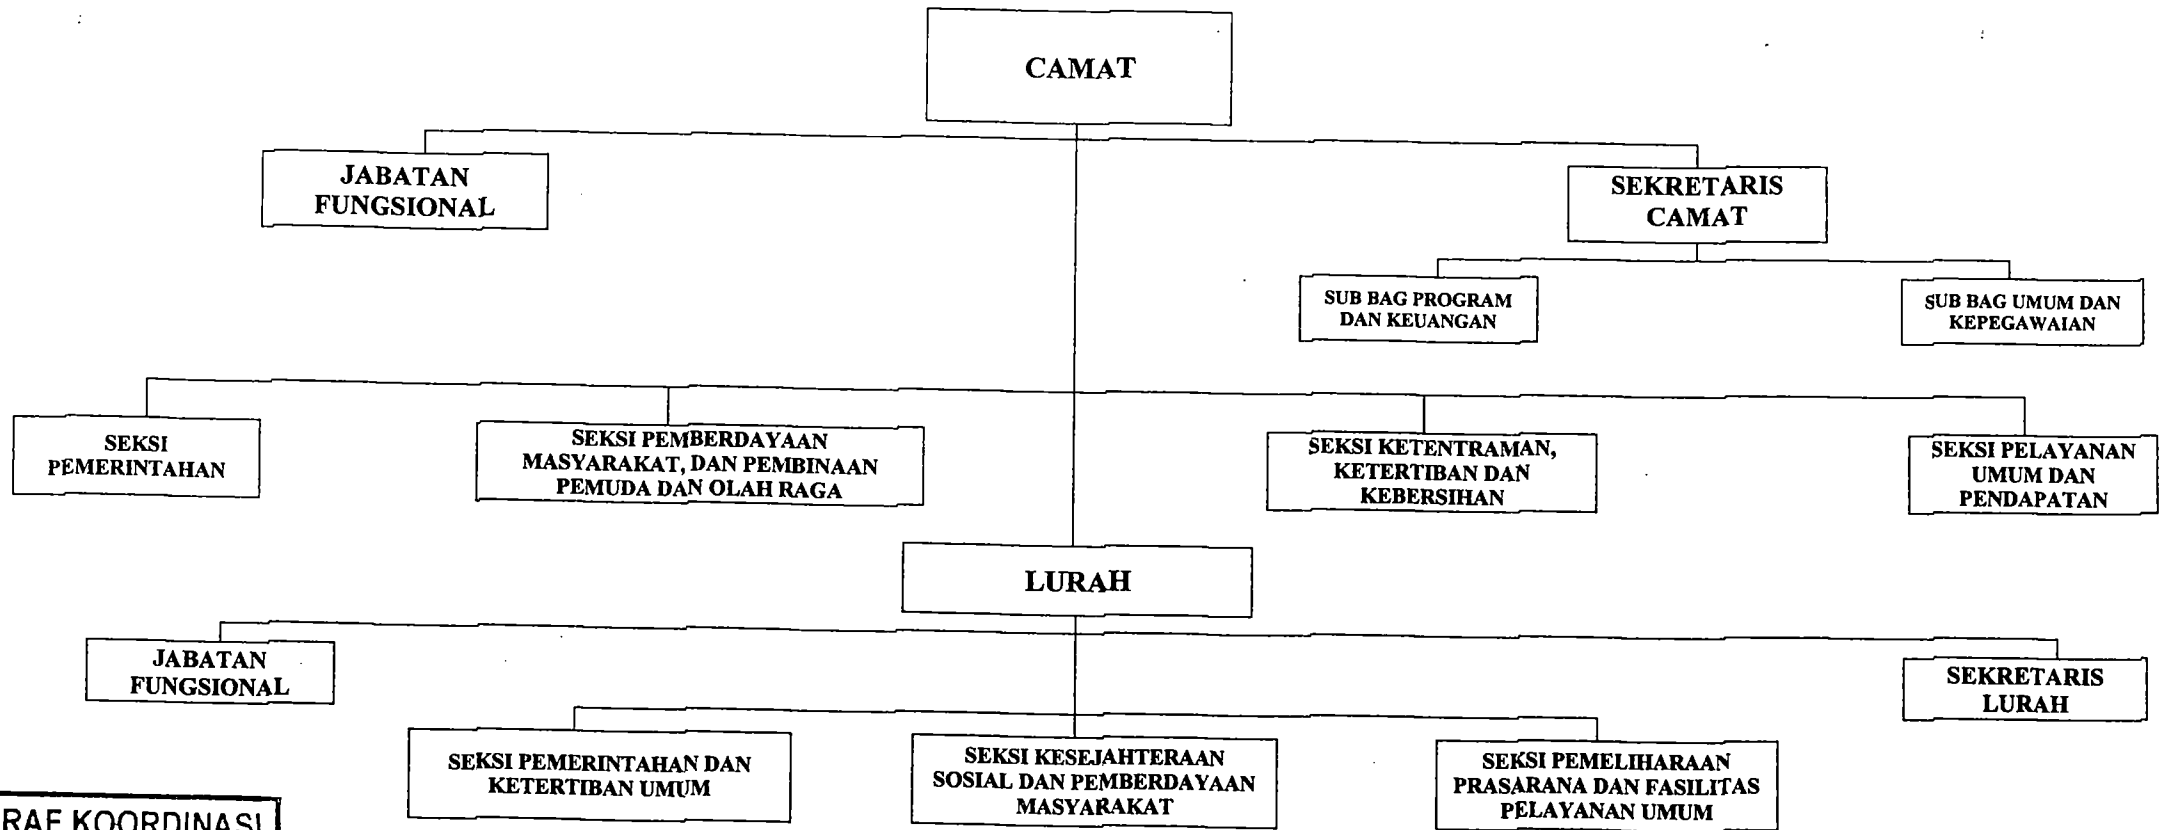 CAMAT
JABATAN
FUNGSIONAL
SEKRETARIS
CAMAT
SUB BAG PROGRAM
DAN KEUANGAN
SUB BAG UMUM DAN
KEPEGAWAIAN
SEKSI
PEMERINTAHAN
SEKSI PEMBERDAYAAN
MASYARAKAT, DAN PEMBINAAN
PEMUDA DAN OLAH RAGA
SEKSI KETENTRAMAN,
KETERTIBAN DAN
KEBERSIHAN
SEKSI PELAYANAN
UMUM DAN
PENDAPATAN
LURAH
JABATAN
FUNGSIONAL
SEKRETARIS
LURAH
SEKSI PEMERINTAHAN DAN
KETERTIBAN UMUM
SEKSI KESEJAHTERAAN
SOSIAL DAN PEMBERDAYAAN
MASYARAKAT
SEKSI PEMELIHARAAN
PRASARANA DAN FASILITAS
PELAYANAN UMUM
RAF KOORDINASI